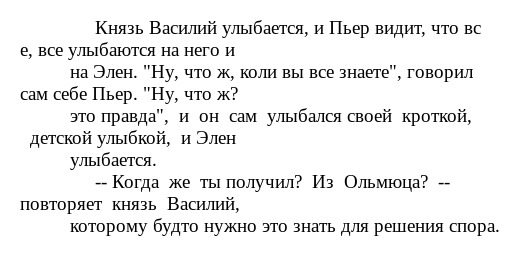 Князь Василий улыбается, и Пьер видит, что вс
е, все улыбаются на него и
на Элен. "Ну, что ж, коли вы все знаете", говорил
сам себе Пьер. "Ну, что ж?
это правда", и он сам улыбался своей кроткой,
детской улыбкой, и Элен
улыбается.
-- Когда же ты получил? Из Ольмюца? --
повторяет князь Василий,
которому будто нужно это знать для решения спора.